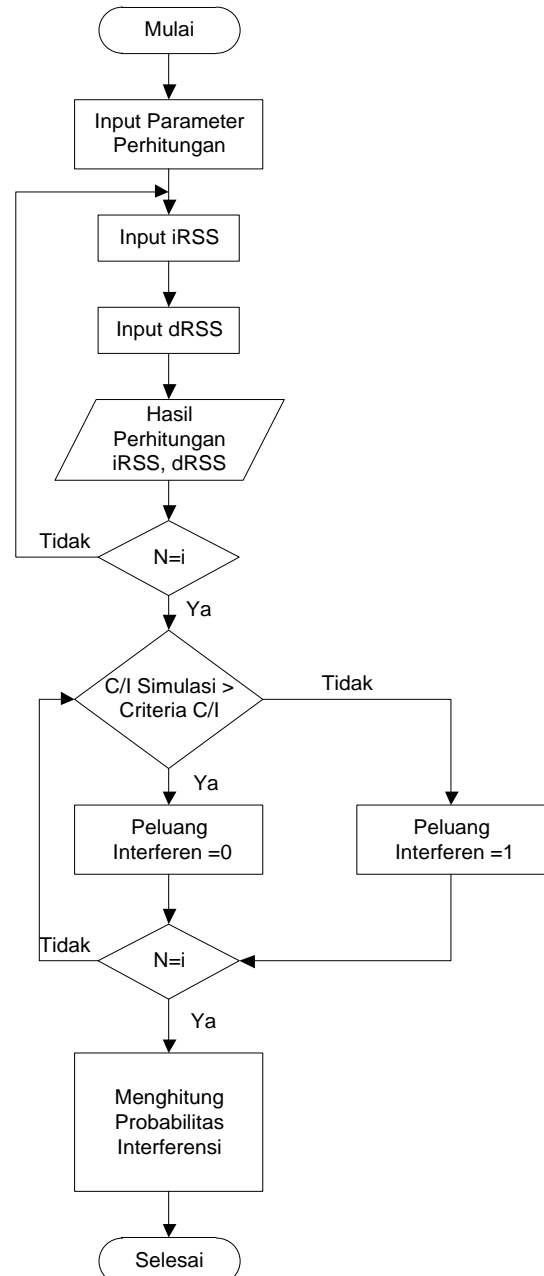 Mulai
Input Parameter
Perhitungan
Input iRSS
Input dRSS
Hasil
Perhitungan
iRSS, dRSS
Tidak
N=i
Ya
C/I Simulasi >
Criteria C/I
Tidak
Ya
Peluang
Interferen =0
Peluang
Interferen =1
Tidak
N=i
Ya
Menghitung
Probabilitas
Interferensi
Selesai